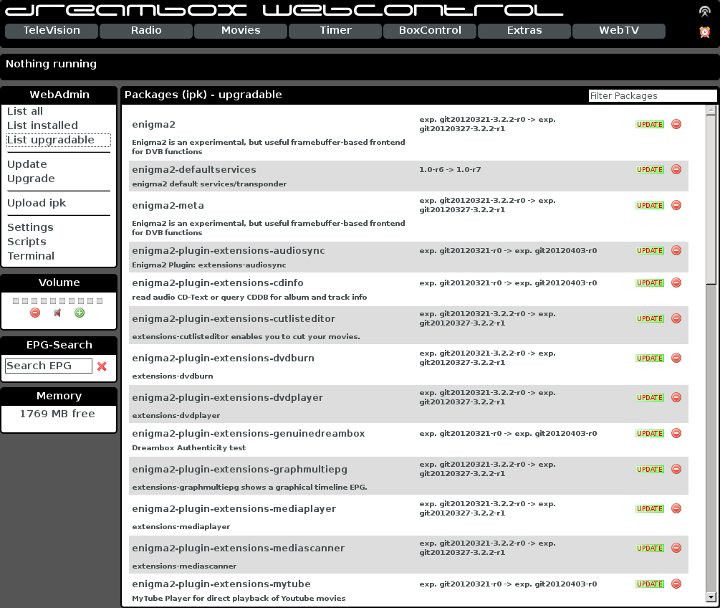 dreambox webcontrol
TeleVision Radio Movies Timer BoxControl Extras WebTV
Nothing running
WebAdmin
List all
List installed
List upgradable
Update
Upgrade
Upload ipk
Settings
Scripts
Terminal
Volume
EPG-Search
Search EPG
Memory
1769 MB free
Packages (ipk) - upgradable
Filter Packages
enigma2
exp. git20120321-3.2.2-r0 -> exp.
git20120327-3.2.2-r1
UPDATE
Enigma2 is an experimental, but useful framebuffer-based frontend
for DVB functions
enigma2-defaultservices
1.0-r6 -> 1.0-r7
UPDATE
enigma2 default services/transponder
enigma2-meta
exp. git20120321-3.2.2-r0 -> exp.
git20120327-3.2.2-r1
UPDATE
Enigma2 is an experimental, but useful framebuffer-based frontend
for DVB functions
enigma2-plugin-extensions-audiosync
exp. git20120321-r0 -> exp. git20120403-r0
UPDATE
Enigma2 Plugin: extensions-audiosync
enigma2-plugin-extensions-cdinfo
exp. git20120321-3.2.2-r0 -> exp.
git20120327-3.2.2-r1
UPDATE
read audio CD-Text or query CDDB for album and track info
enigma2-plugin-extensions-cutlisteditor
exp. git20120321-3.2.2-r0 -> exp.
git20120327-3.2.2-r1
UPDATE
extensions-cutlisteditor enables you to cut your movies.
enigma2-plugin-extensions-dvdburn
exp. git20120321-3.2.2-r0 -> exp.
git20120327-3.2.2-r1
UPDATE
extensions-dvdburn
enigma2-plugin-extensions-dvdplayer
exp. git20120321-3.2.2-r0 -> exp.
git20120327-3.2.2-r1
UPDATE
extensions-dvdplayer
enigma2-plugin-extensions-genuinedreambox
exp. git20120321-r0 -> exp. git20120403-r0
UPDATE
Dreambox Authenticity test
enigma2-plugin-extensions-graphmultiepg
exp. git20120321-3.2.2-r0 -> exp.
git20120327-3.2.2-r1
UPDATE
extensions-graphmultiepg shows a graphical timeline EPG.
enigma2-plugin-extensions-mediaplayer
exp. git20120321-3.2.2-r0 -> exp.
git20120327-3.2.2-r1
UPDATE
extensions-mediaplayer
enigma2-plugin-extensions-mediascanner
exp. git20120321-3.2.2-r0 -> exp.
git20120327-3.2.2-r1
UPDATE
extensions-mediascanner
enigma2-plugin-extensions-mytube
exp. git20120321-r0 -> exp. git20120403-r0
UPDATE
MyTube Player for direct playback of Youtube movies